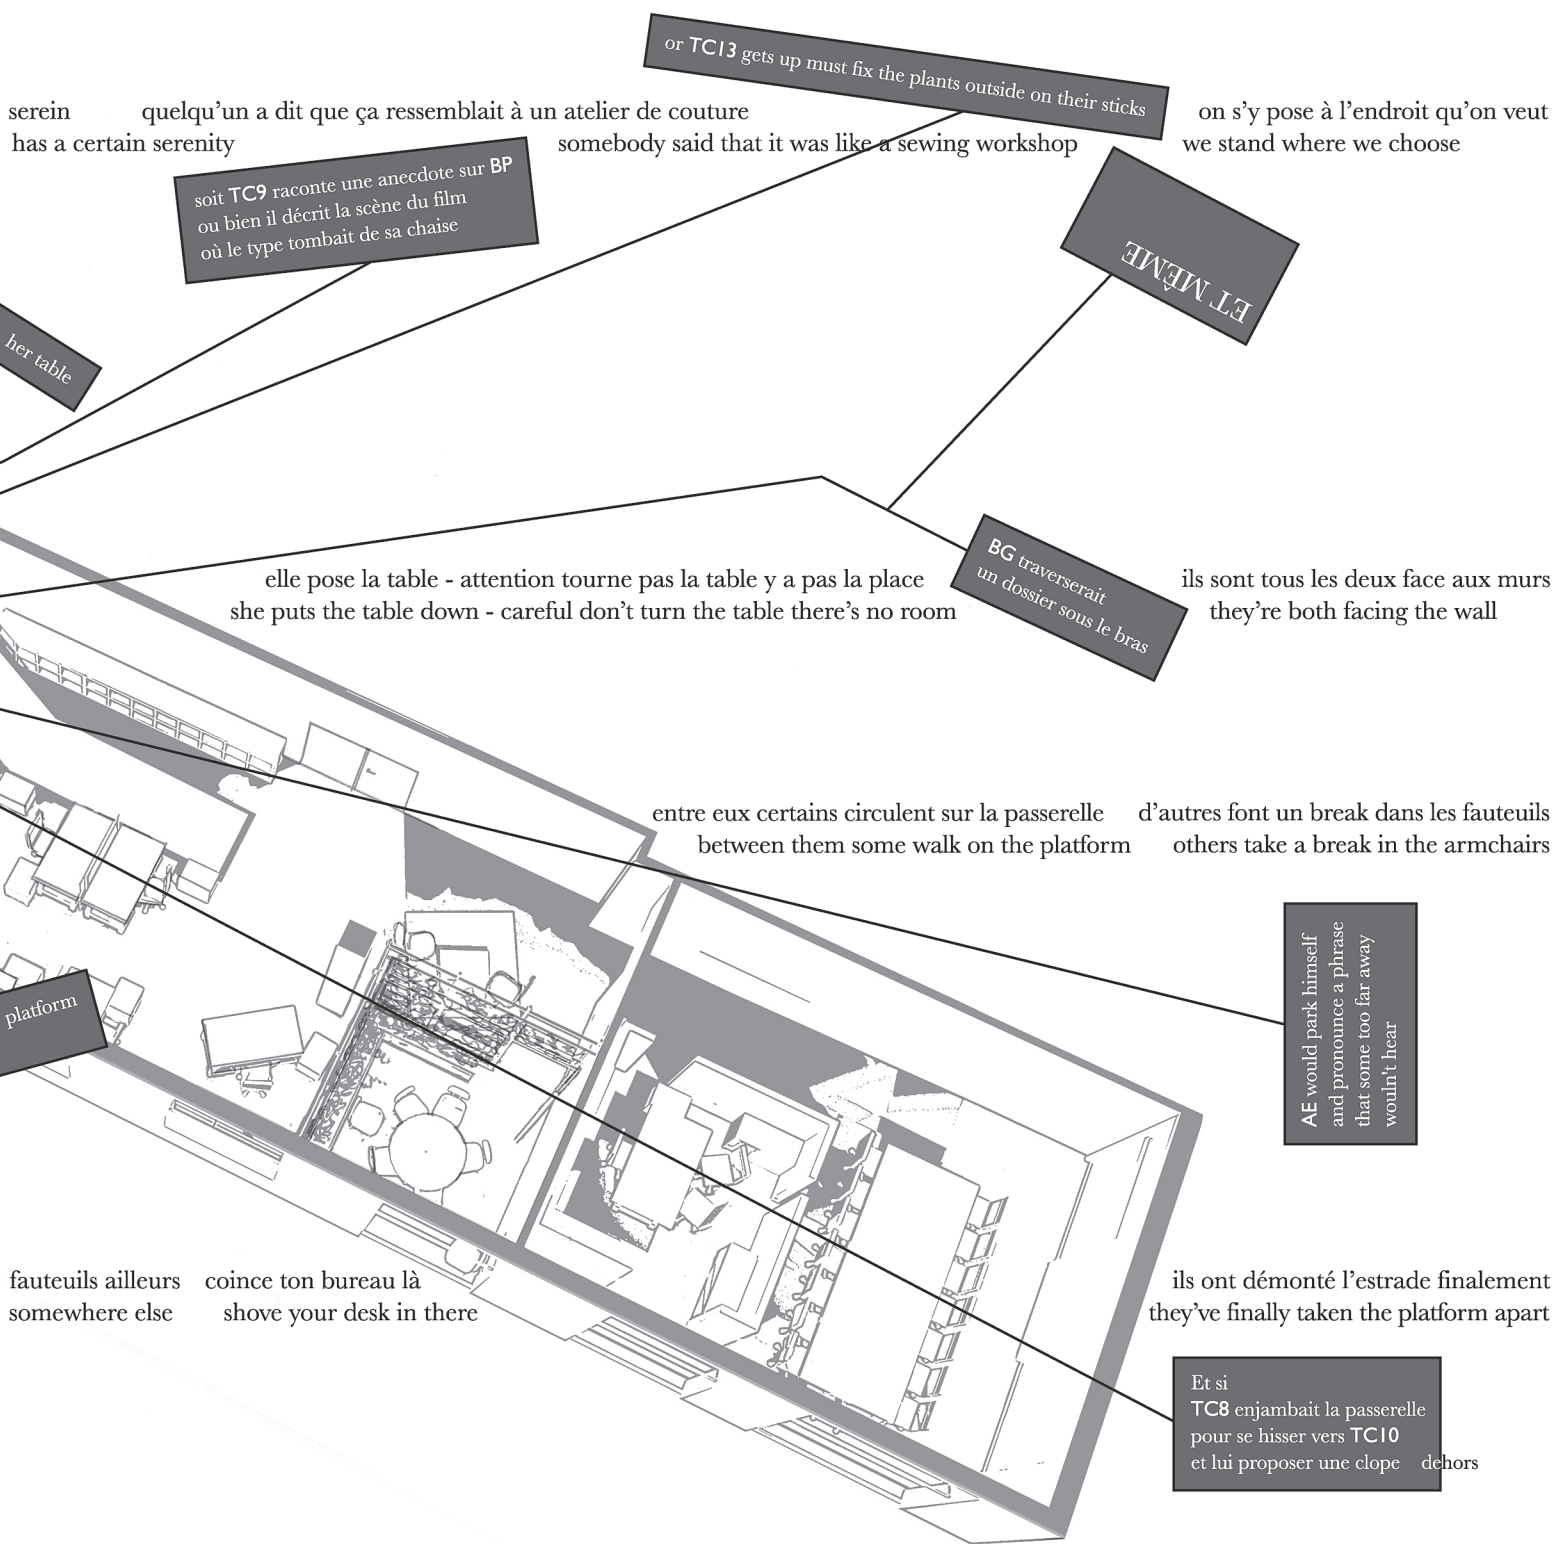 or TC13 gets up must fix the plants outside on their sticks
serein quelqu’un a dit que ça ressemblait à un atelier de couture on s’y pose à l’endroit qu’on veut
has a certain serenity somebody said that it was like a sewing workshop we stand where we choose
soit TC9 raconte une anecdote sur BP
ou bien il décrit la scène du film
où le type tombait de sa chaise
ET MÊME
her table
BG traverserait
un dossier sous le bras
elle pose la table - attention tourne pas la table y a pas la place ils sont tous les deux face aux murs
she puts the table down - careful don’t turn the table there’s no room they’re both facing the wall
entre eux certains circulent sur la passerelle d’autres font un break dans les fauteuils
between them some walk on the platform others take a break in the armchairs
AE would park himself
and pronounce a phrase
that some too far away
wouln’t hear
platform
fauteuils ailleurs coince ton bureau là ils ont démonté l’estrade finalement
somewhere else shove your desk in there they’ve finally taken the platform apart
Et si
TC8 enjambait la passerelle
pour se hisser vers TC10
et lui proposer une clope dehors